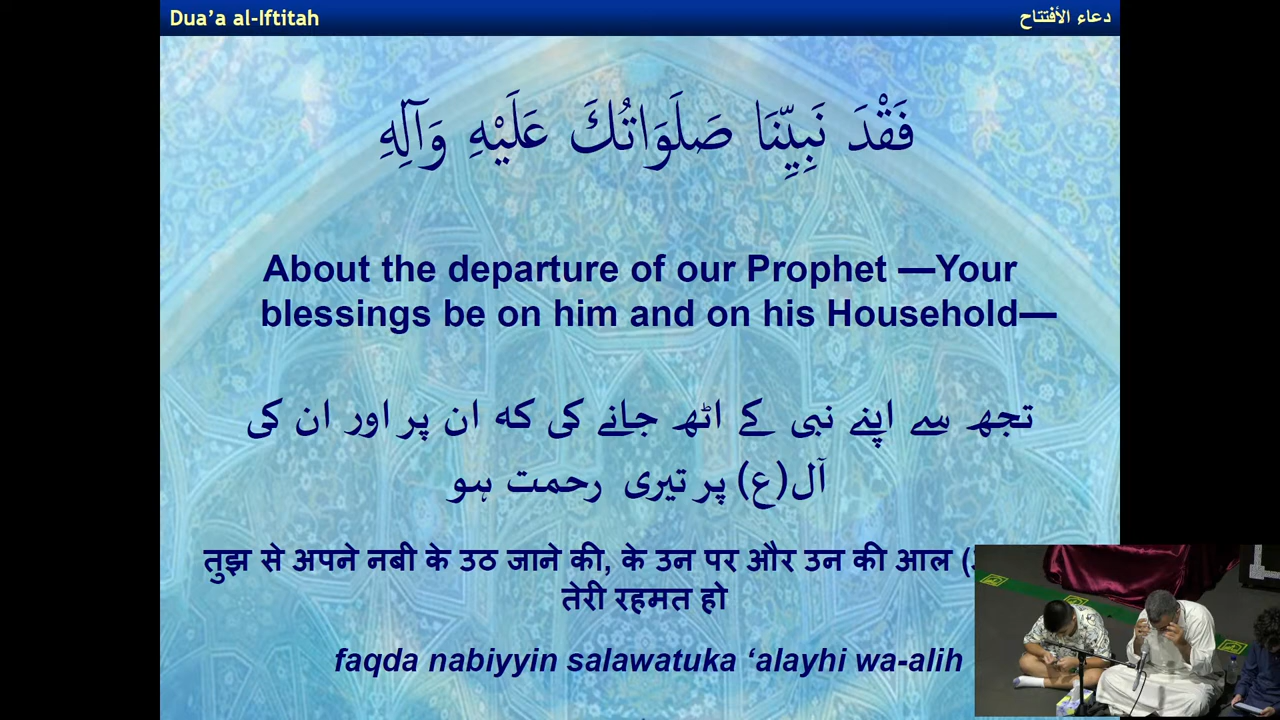 Dua’a al-Iftitah
دعاء الأفتتاح
فَقْدَ نَبِيِّنَا صَلَوَاتُكَ عَلَيْهِ وَآلِهِ
About the departure of our Prophet —Your
blessings be on him and on his Household—
تجھ سے اپنے نبی کے اٹھ جانے کی کہ ان پر اور ان کی
آل(ع) پر تیری رحمت ہو
तुझ से अपने नबी के उठ जाने की, के उन पर और उन की आल (
तेरी रहमत हो
faqda nabiyyin salawatuka ‘alayhi wa-alih